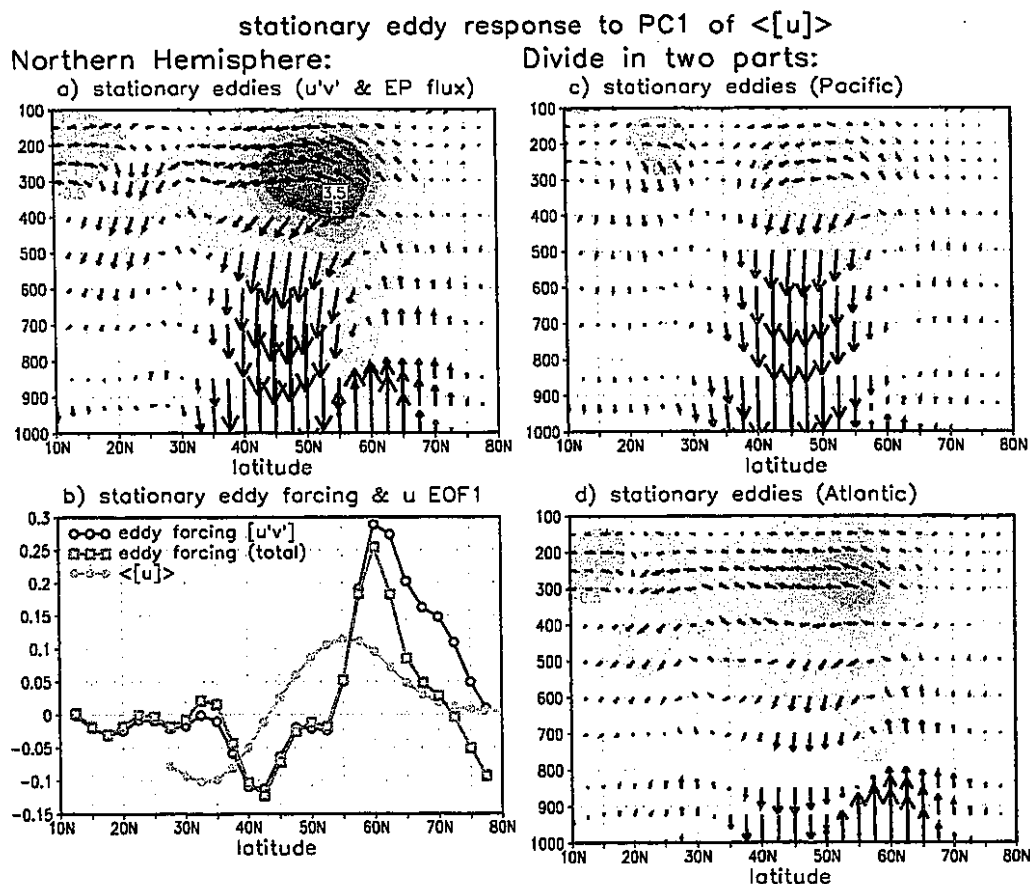 stationary eddy response to PC1 of <[u]>
Northern Hemisphere:
a) stationary eddies (u'v' & EP flux)
100
200
300
400
500
600
700
800
900
1000
3.5
10N 20N 30N 40N 50N 60N 70N 80N
latitude
b) stationary eddy forcing & u EOF1
0.3
0.25
0.2
0.15
0.1
0.05
0
-0.05
-0.1
-0.15
eddy forcing [u'v']
eddy forcing (total)
<[u]>
10N 20N 30N 40N 50N 60N 70N 80N
latitude
Divide in two parts:
c) stationary eddies (Pacific)
100
200
300
400
500
600
700
800
900
1000
10N 20N 30N 40N 50N 60N 70N 80N
latitude
d) stationary eddies (Atlantic)
100
200
300
400
500
600
700
800
900
1000
10N 20N 30N 40N 50N 60N 70N 80N
latitude